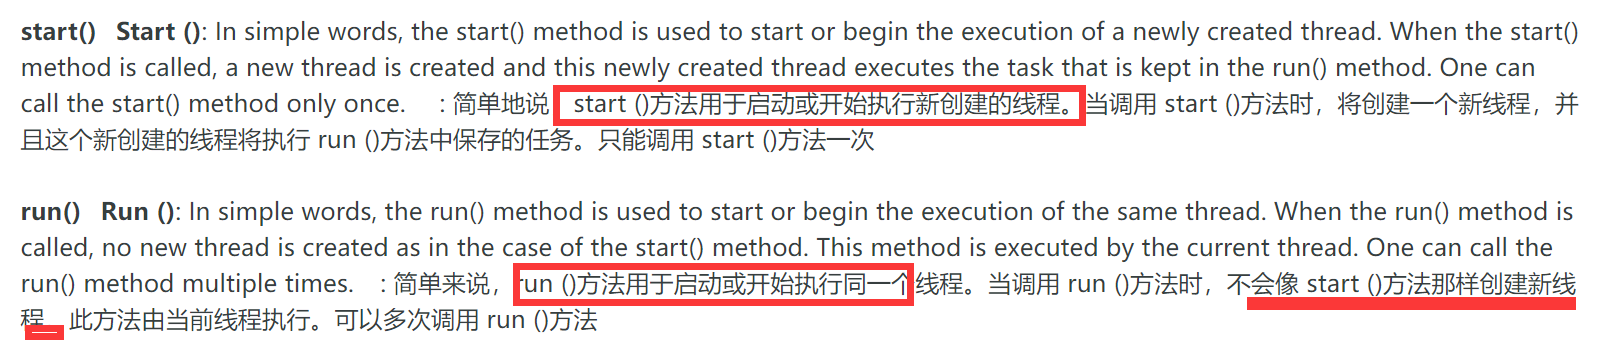 start() Start (): In simple words, the start() method is used to start or begin the execution of a newly created thread. When the start()
method is called, a new thread is created and this newly created thread executes the task that is kept in the run() method. One can
call the start() method only once. : 简单地说 start ()方法用于启动或开始执行新创建的线程。当调用 start ()方法时，将创建一个新线程，并
且这个新创建的线程将执行 run ()方法中保存的任务。只能调用 start ()方法一次
run() Run (): In simple words, the run() method is used to start or begin the execution of the same thread. When the run() method is
called, no new thread is created as in the case of the start() method. This method is executed by the current thread. One can call the
run() method multiple times. : 简单来说，run ()方法用于启动或开始执行同一个线程。当调用 run ()方法时，不会像 start ()方法那样创建新线
程 此方法由当前线程执行。可以多次调用 run ()方法